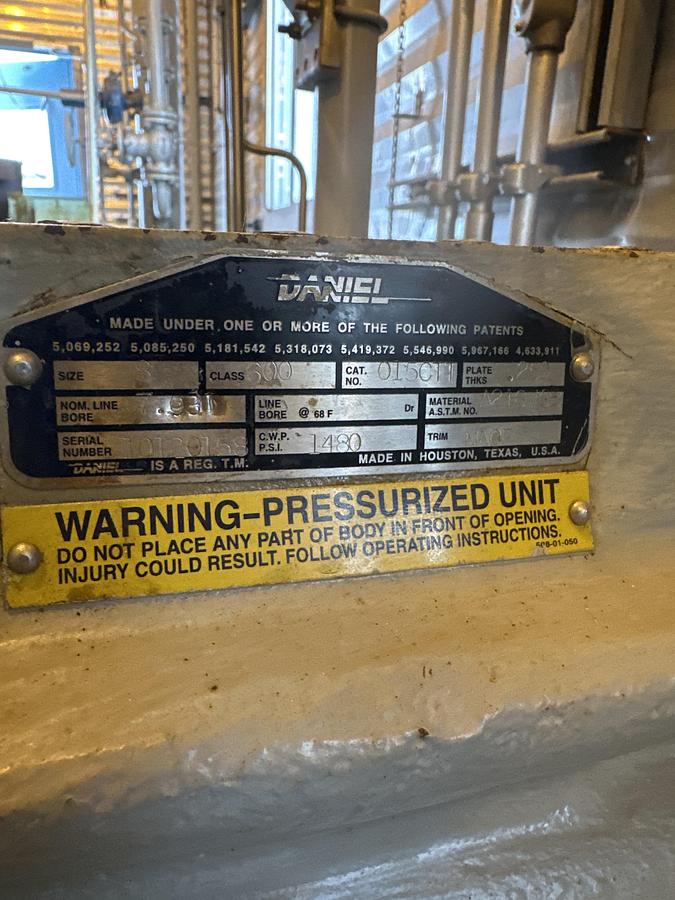 DANIEL
MADE UNDER ONE OR MORE OF THE FOLLOWING PATENTS
5,069,252 5,085,250 5,181,542 5,318,073 5,419,372 5,546,990 5,967,166 4,633,911
SIZE CLASS 600 CAT. NO. PLATE THKS
NOM. LINE BORE LINE BORE @ 68 F Dr MATERIAL A.S.T.M. NO.
SERIAL NUMBER C.W.P. P.S.I. 1480 TRIM
DANIEL IS A REG. T.M. MADE IN HOUSTON, TEXAS, U.S.A.
WARNING–PRESSURIZED UNIT
DO NOT PLACE ANY PART OF BODY IN FRONT OF OPENING.
INJURY COULD RESULT. FOLLOW OPERATING INSTRUCTIONS.